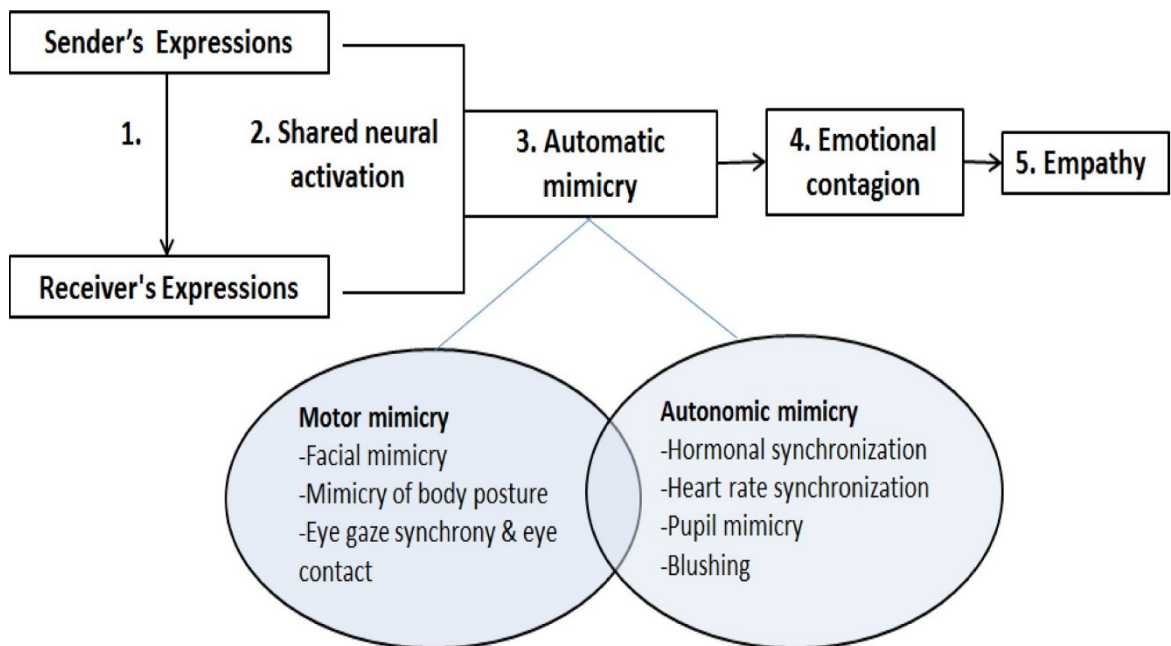 Sender's  Expressions
1.
2. Shared neural
activation
3. Automatic
mimicry
4. Emotional
contagion
5. Empathy
Receiver's Expressions
Motor mimicry
-Facial mimicry
-Mimicry of body posture
-Eye gaze synchrony & eye
contact
Autonomic mimicry
-Hormonal synchronization
-Heart rate synchronization
-Pupil mimicry
-Blushing